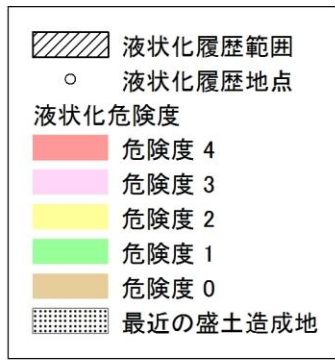 液状化履歴範囲
液状化履歴地点
液状化危険度
危険度 4
危険度 3
危険度 2
危険度 1
危険度 0
最近の盛土造成地